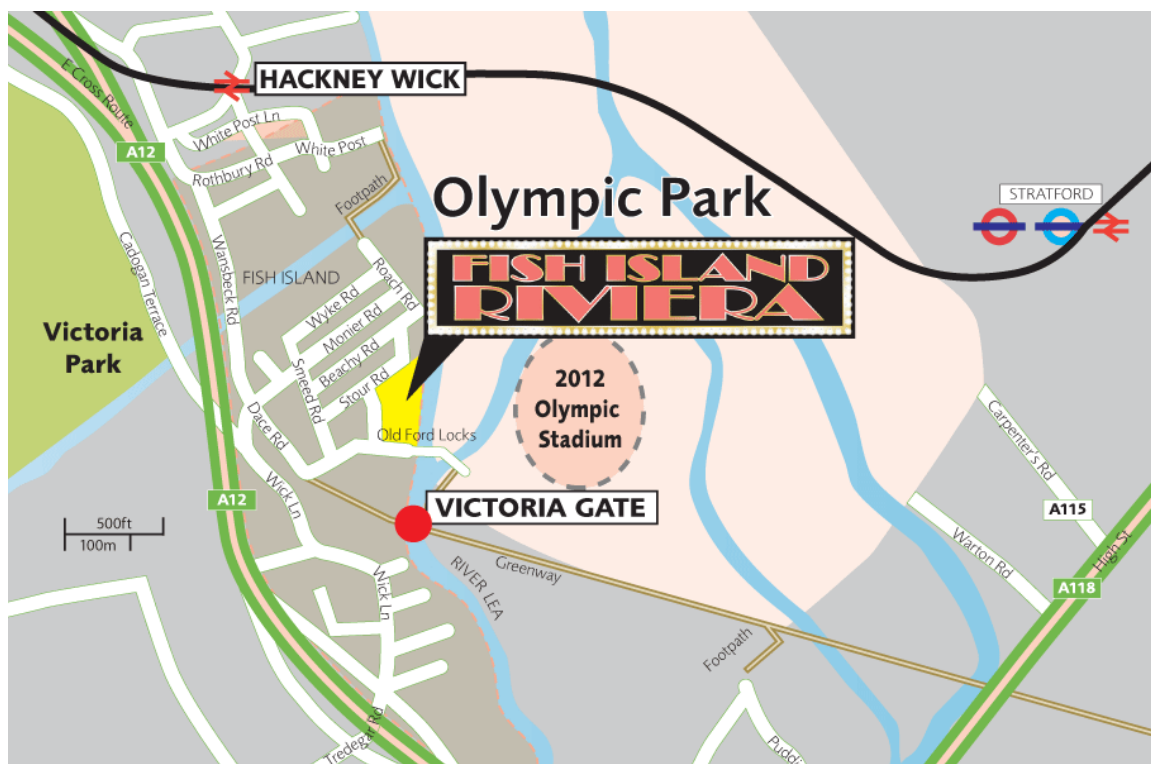 E Cross Route
HACKNEY WICK
White Post Ln
A12
White Post
Rothbury Rd
Footpath
Olympic Park
STRATFORD
Cadogan Terrace
Wansbeck Rd
FISH ISLAND
Roach Rd
FISH ISLAND
RIVIERA
Wyke Rd
Monier Rd
Victoria
Park
Beachy Rd
Smeed Rd
Stour Rd
2012
Olympic
Stadium
Dace Rd
Old Ford Locks
Carpenter's Rd
A12
Wick Ln
VICTORIA GATE
A115
500ft
100m
Greenway
Warton Rd
High St
RIVER LEA
Wick Ln
A118
Footpath
Tredegar Rd
Puddi